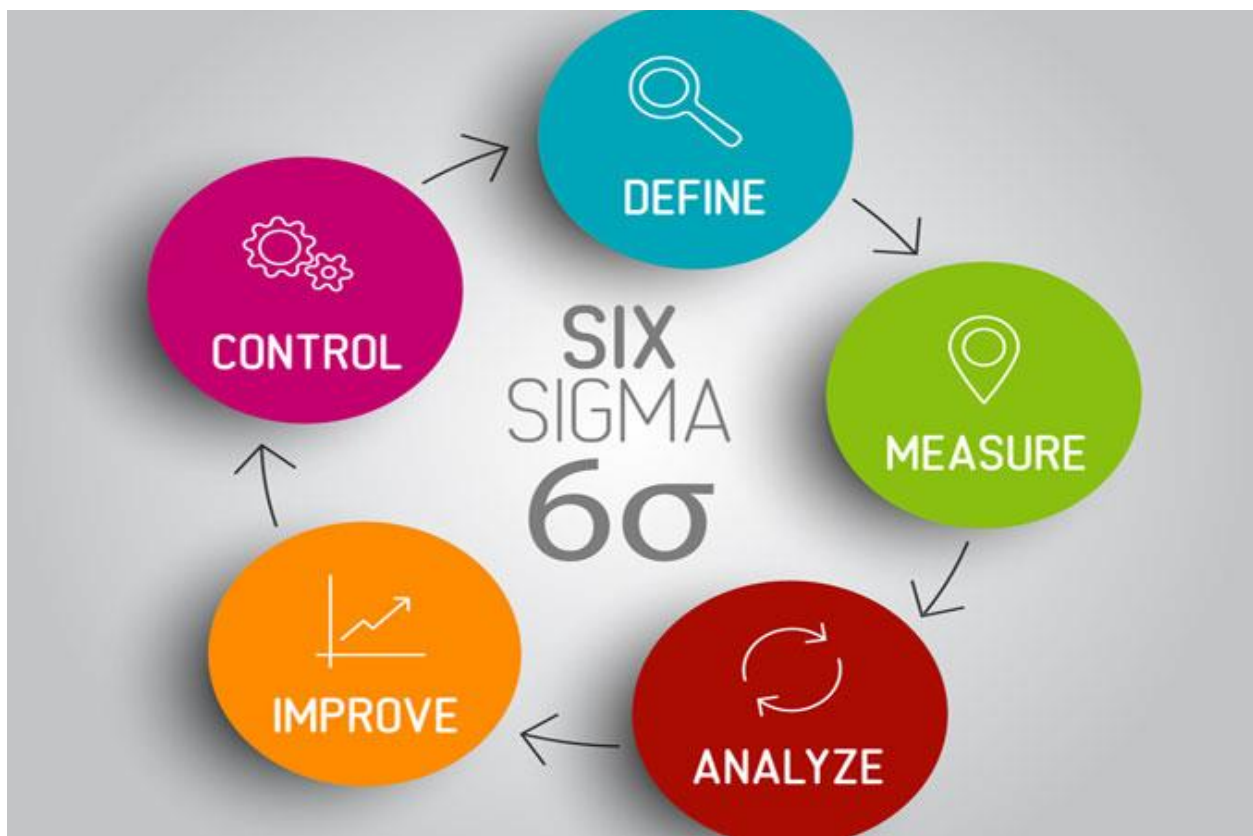 DEFINE
MEASURE
ANALYZE
IMPROVE
CONTROL
SIX
SIGMA
6σ